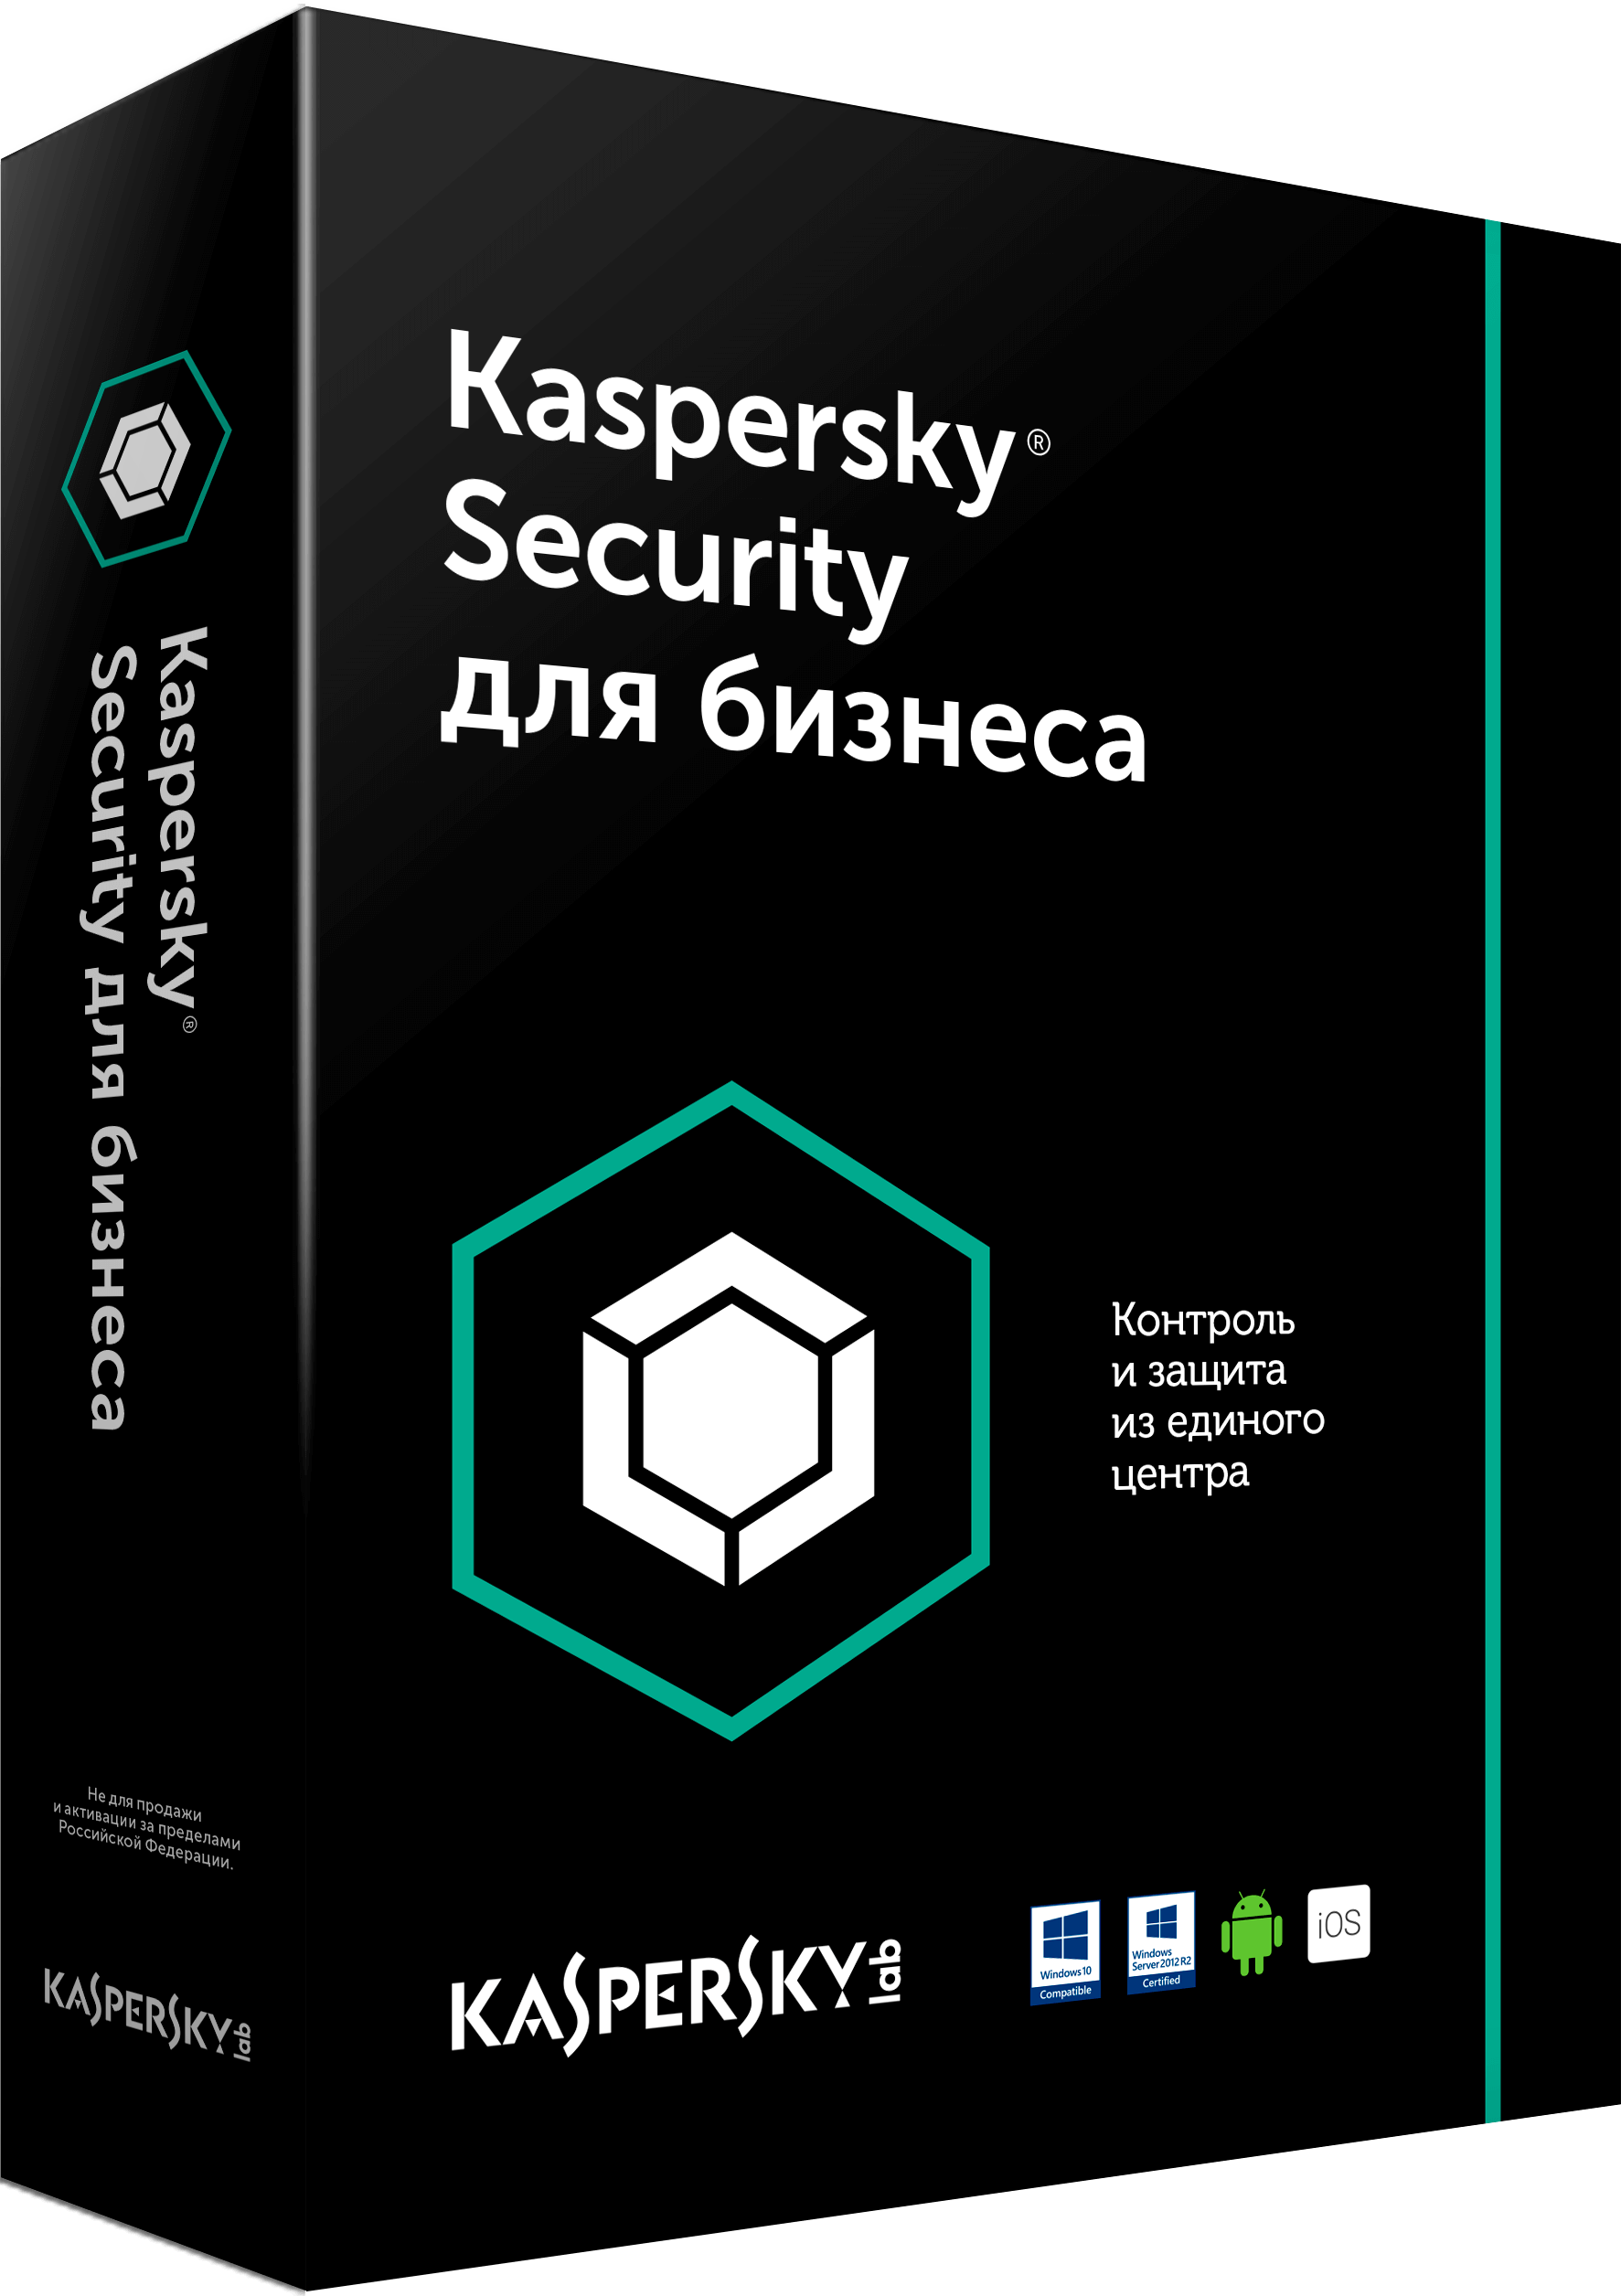 Kaspersky®
Security
для бизнеса
Контроль
и защита
из единого
центра
KASPERSKY lab
Windows 10
Compatible
Windows
Server 2012 R2
Certified
iOS
Kaspersky®
Security для бизнеса
Не для продажи
и активации за пределами
Российской Федерации.
KASPERSKY lab